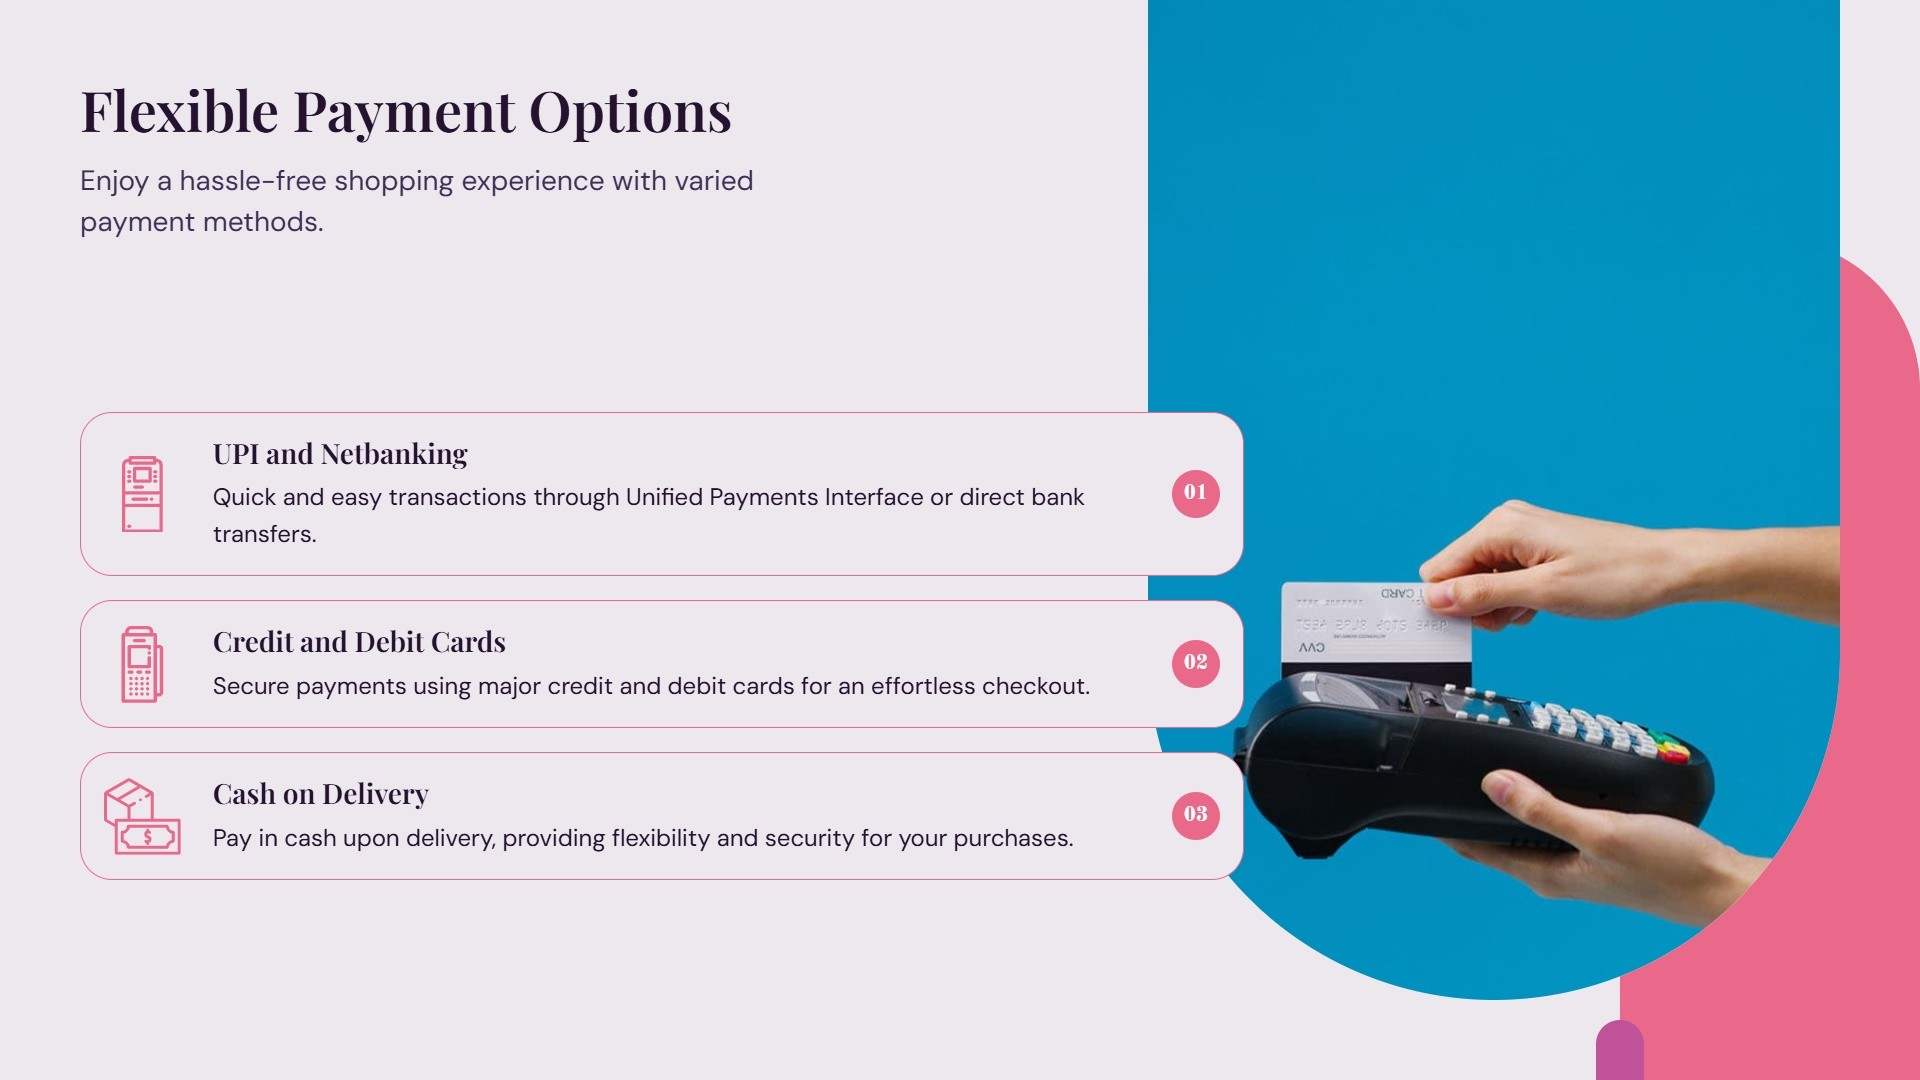 Flexible Payment Options
Enjoy a hassle-free shopping experience with varied
payment methods.
UPI and Netbanking
Quick and easy transactions through Unified Payments Interface or direct bank
transfers.
01
Credit and Debit Cards
Secure payments using major credit and debit cards for an effortless checkout.
02
Cash on Delivery
Pay in cash upon delivery, providing flexibility and security for your purchases.
03
$
CARD
CVV